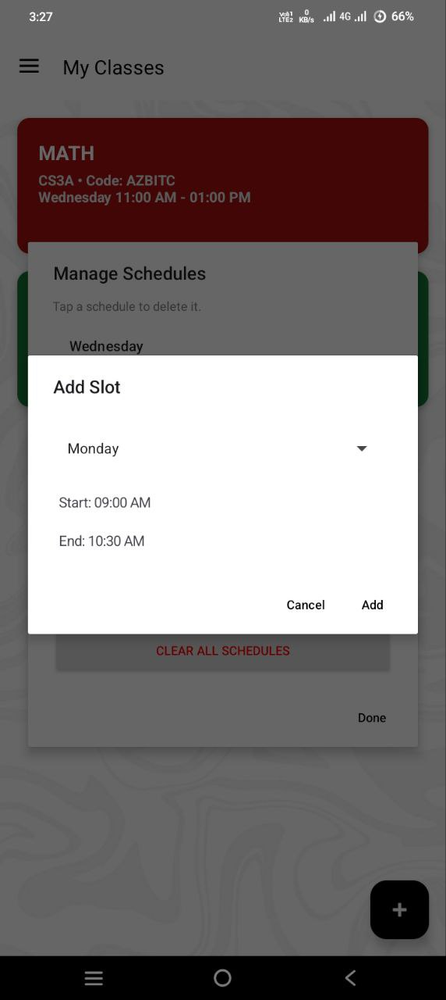 3:27
Vo) 1
LTE2
0
KB/s
4G
66%
My Classes
MATH
CS3A • Code: AZBITC
Wednesday 11:00 AM - 01:00 PM
Manage Schedules
Tap a schedule to delete it.
Wednesday
Add Slot
Monday
Start: 09:00 AM
End: 10:30 AM
Cancel Add
CLEAR ALL SCHEDULES
Done